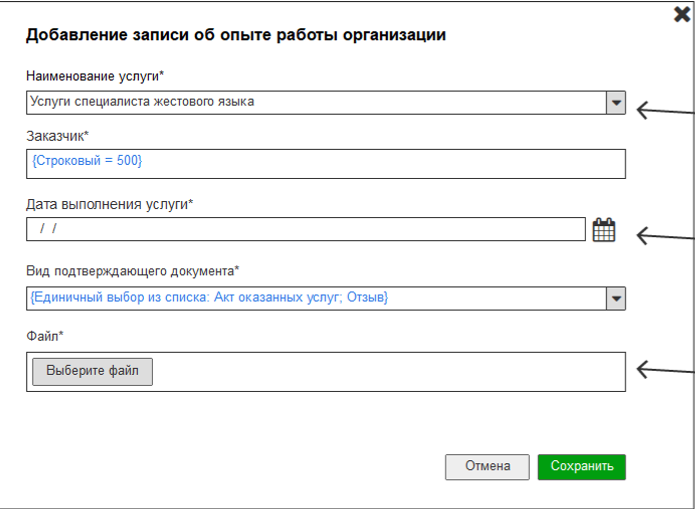 Добавление записи об опыте работы организации
Наименование услуги*
Услуги специалиста жестового языка
Заказчик*
{Строковый = 500}
Дата выполнения услуги*
/ /
Вид подтверждающего документа*
{Единичный выбор из списка: Акт оказанных услуг; Отзыв}
Файл*
Выберите файл
Отмена
Сохранить